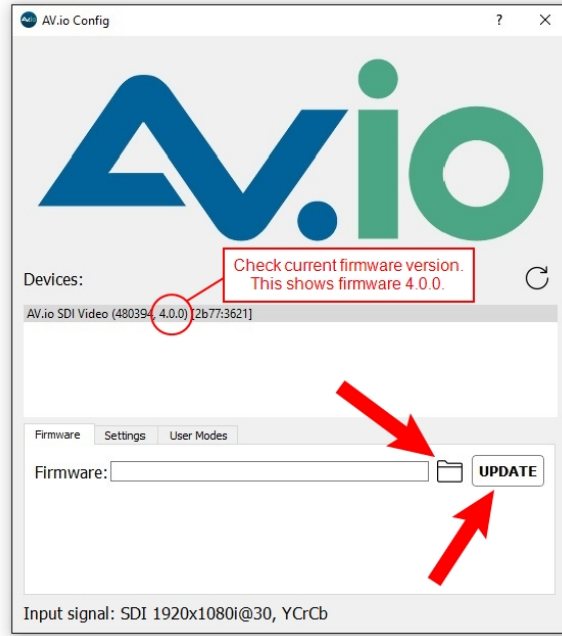 AV.io Config
AV.io
Check current firmware version.
This shows firmware 4.0.0.
Devices:
AV.io SDI Video (480394, 4.0.0) [2b77:3621]
Firmware Settings User Modes
Firmware: UPDATE
Input signal: SDI 1920x1080i@30, YCrCb